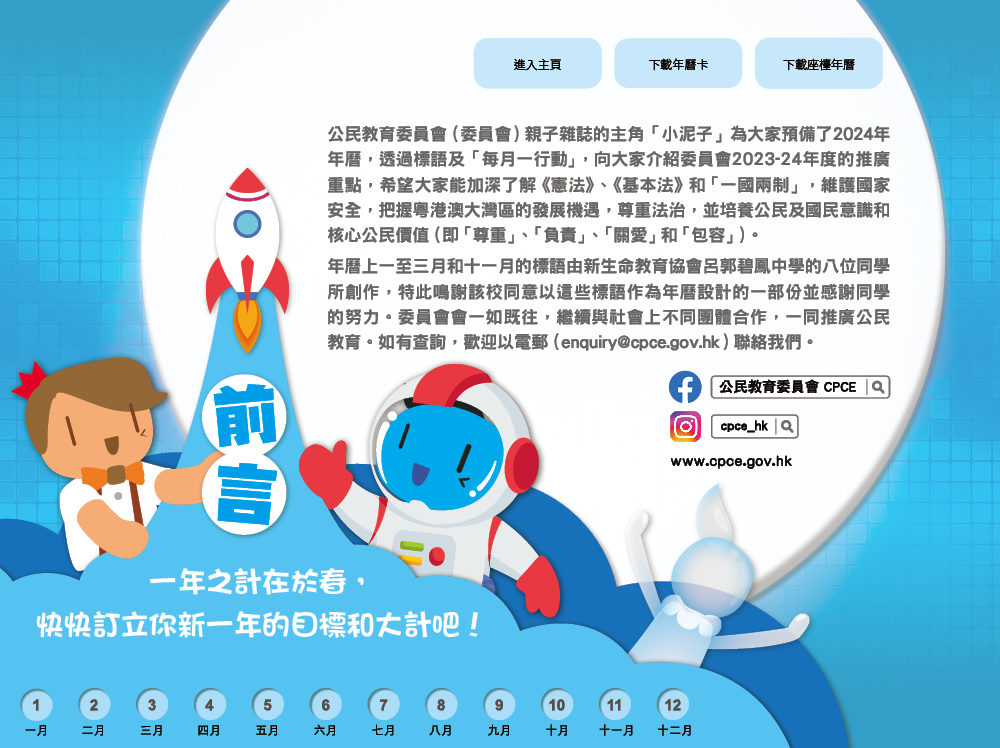 進入主頁
下載年曆卡
下載座檯年曆
公民教育委員會（委員會）親子雜誌的主角「小泥子」為大家預備了2024年
年曆，透過標語及「每月一行動」，向大家介紹委員會2023-24年度的推廣
重點，希望大家能加深了解《憲法》、《基本法》和「一國兩制」，維護國家
安全，把握粵港澳大灣區的發展機遇，尊重法治，並培養公民及國民意識和
核心公民價值（即「尊重」、「負責」、「關愛」和「包容」）。
年曆上一至三月和十一月的標語由新生命教育協會呂郭碧鳳中學的八位同學
所創作，特此鳴謝該校同意以這些標語作為年曆設計的一部份並感謝同學
的努力。委員會會一如既往，繼續與社會上不同團體合作，一同推廣公民
教育。如有查詢，歡迎以電郵（enquiry@cpce.gov.hk）聯絡我們。
公民教育委員會 CPCE
cpce_hk
www.cpce.gov.hk
前
言
一年之計在於春，
快快訂立你新一年的目標和大計吧！
1 2 3 4 5 6 7 8 9 10 11 12
一月 二月 三月 四月 五月 六月 七月 八月 九月 十月 十一月 十二月